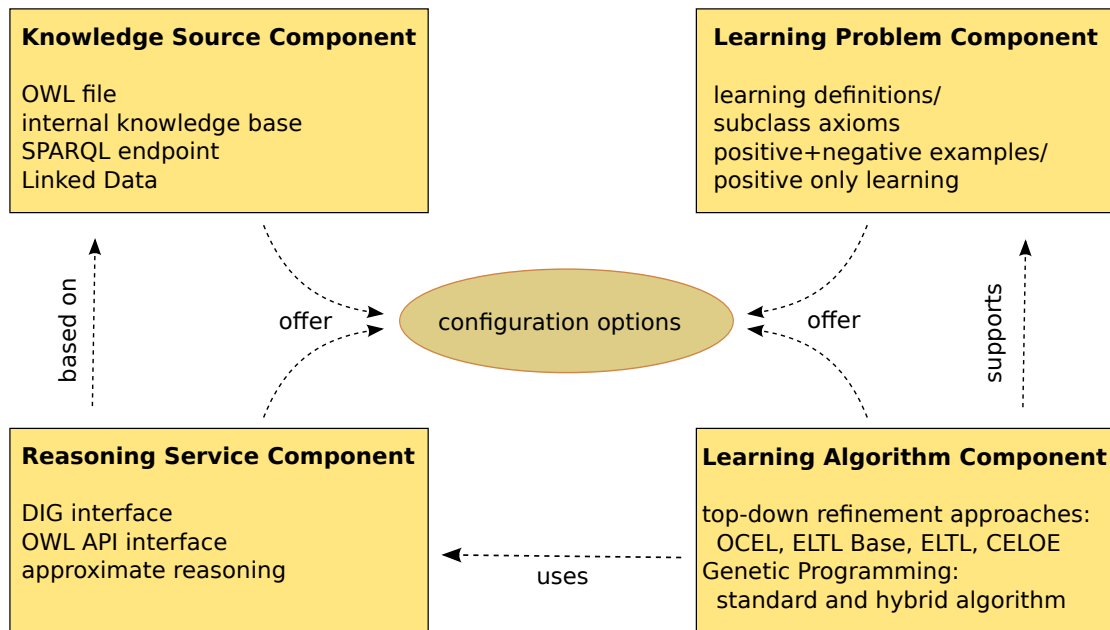 Knowledge Source Component
OWL file
internal knowledge base
SPARQL endpoint
Linked Data
Learning Problem Component
learning definitions/
subclass axioms
positive+negative examples/
positive only learning
based on
offer
configuration options
offer
supports
Reasoning Service Component
DIG interface
OWL API interface
approximate reasoning
uses
Learning Algorithm Component
top-down refinement approaches:
OCEL, ELTL Base, ELTL, CELOE
Genetic Programming:
standard and hybrid algorithm